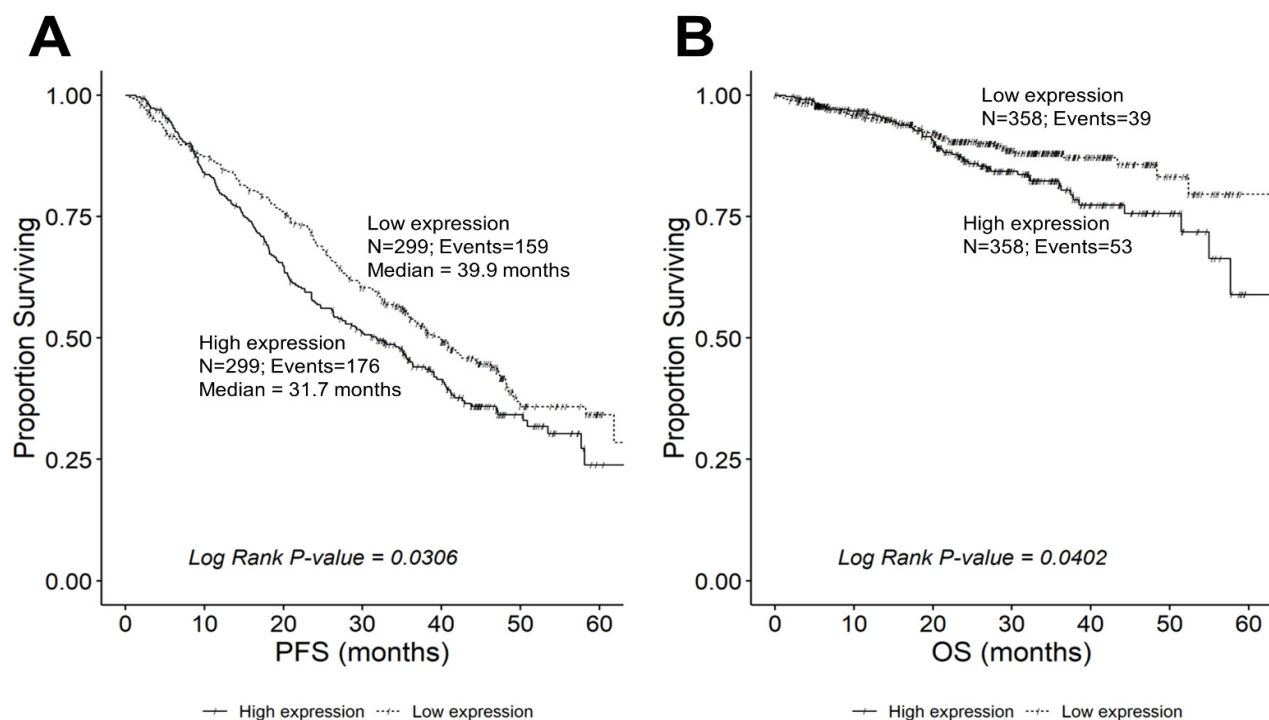 A
B
1.00
0.75
0.50
0.25
0.00
Proportion Surviving
Low expression
N=299; Events=159
Median = 39.9 months
High expression
N=299; Events=176
Median = 31.7 months
Log Rank P-value = 0.0306
0 10 20 30 40 50 60
PFS (months)
High expression Low expression
1.00
0.75
0.50
0.25
0.00
Proportion Surviving
Low expression
N=358; Events=39
High expression
N=358; Events=53
Log Rank P-value = 0.0402
0 10 20 30 40 50 60
OS (months)
High expression Low expression